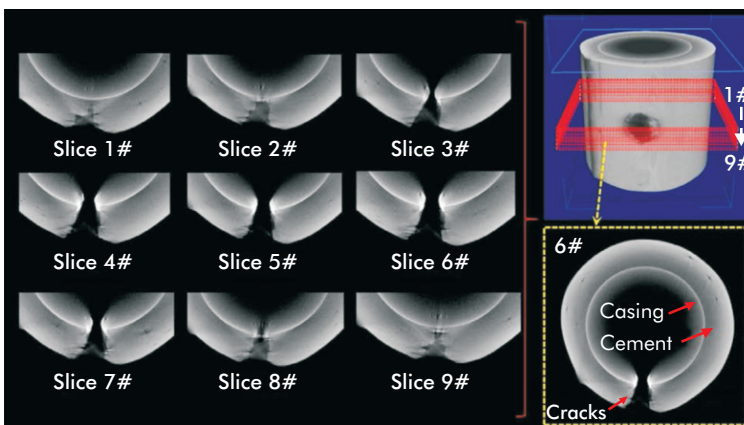 Slice 1#
Slice 2#
Slice 3#
Slice 4#
Slice 5#
Slice 6#
Slice 7#
Slice 8#
Slice 9#
1#
9#
6#
Casing
Cement
Cracks